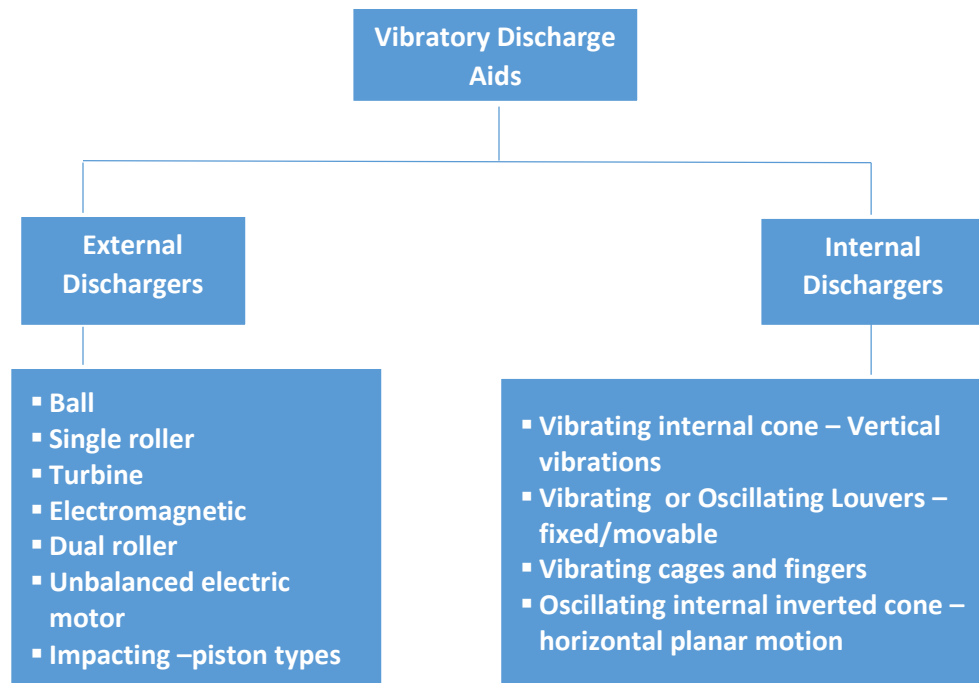 Vibratory Discharge
Aids
External
Dischargers
Internal
Dischargers
▪ Ball
▪ Single roller
▪ Turbine
▪ Electromagnetic
▪ Dual roller
▪ Unbalanced electric
motor
▪ Impacting –piston types
▪ Vibrating internal cone – Vertical
vibrations
▪ Vibrating  or Oscillating Louvers –
fixed/movable
▪ Vibrating cages and fingers
▪ Oscillating internal inverted cone –
horizontal planar motion